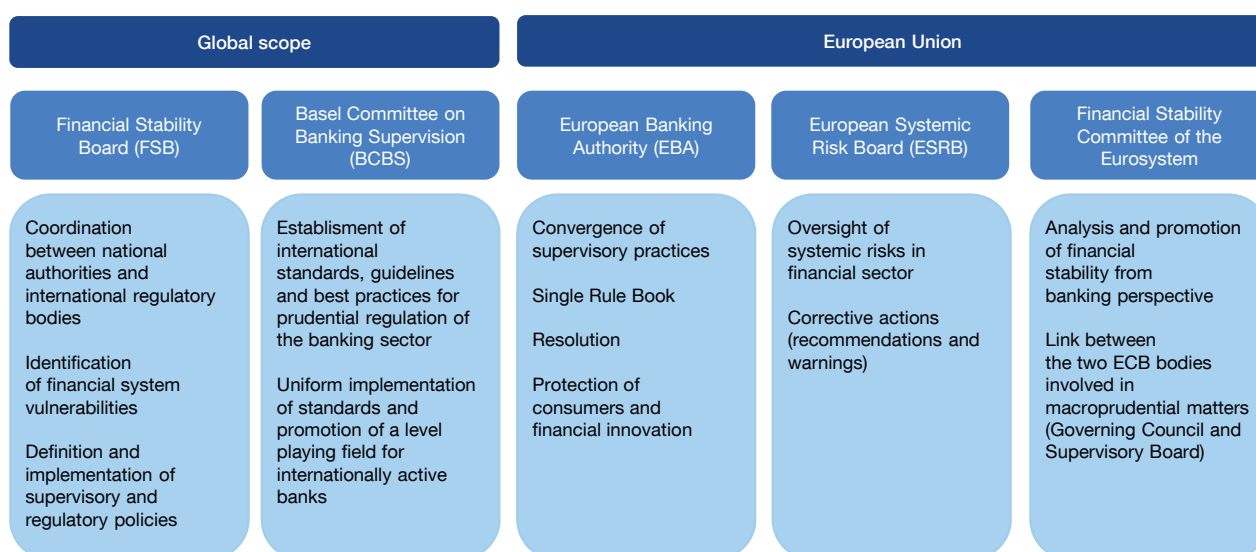 Global scope
European Union
Financial Stability
Board (FSB)
Basel Committee on
Banking Supervision
(BCBS)
European Banking
Authority (EBA)
European Systemic
Risk Board (ESRB)
Financial Stability
Committee of the
Eurosystem
Coordination
between national
authorities and
international regulatory
bodies
Identification
of financial system
vulnerabilities
Definition and
implementation of
supervisory and
regulatory policies
Establisment of
international
standards, guidelines
and best practices for
prudential regulation of
the banking sector
Uniform implementation
of standards and
promotion of a level
playing field for
internationally active
banks
Convergence of
supervisory practices
Single Rule Book
Resolution
Protection of
consumers and
financial innovation
Oversight of
systemic risks in
financial sector
Corrective actions
(recommendations and
warnings)
Analysis and promotion
of financial
stability from
banking perspective
Link between
the two ECB bodies
involved in
macroprudential matters
(Governing Council and
Supervisory Board)